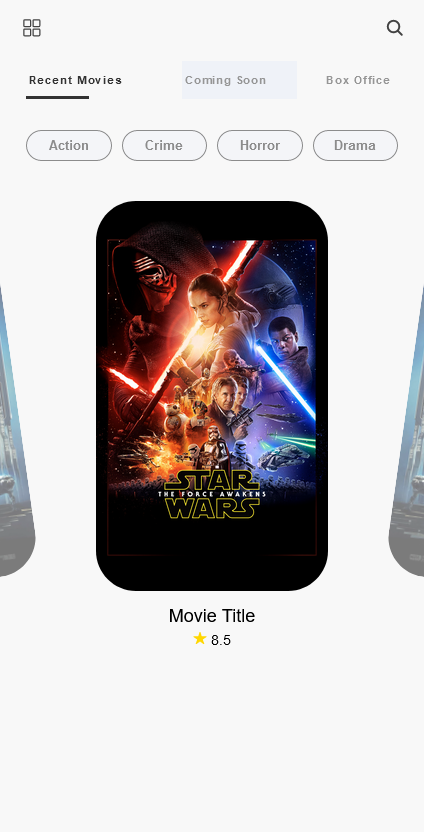 Recent Movies
Coming Soon
Box Office
Action
Crime
Horror
Drama
STAR
THE FORCE AWAKENS
WARS
Movie Title
8.5